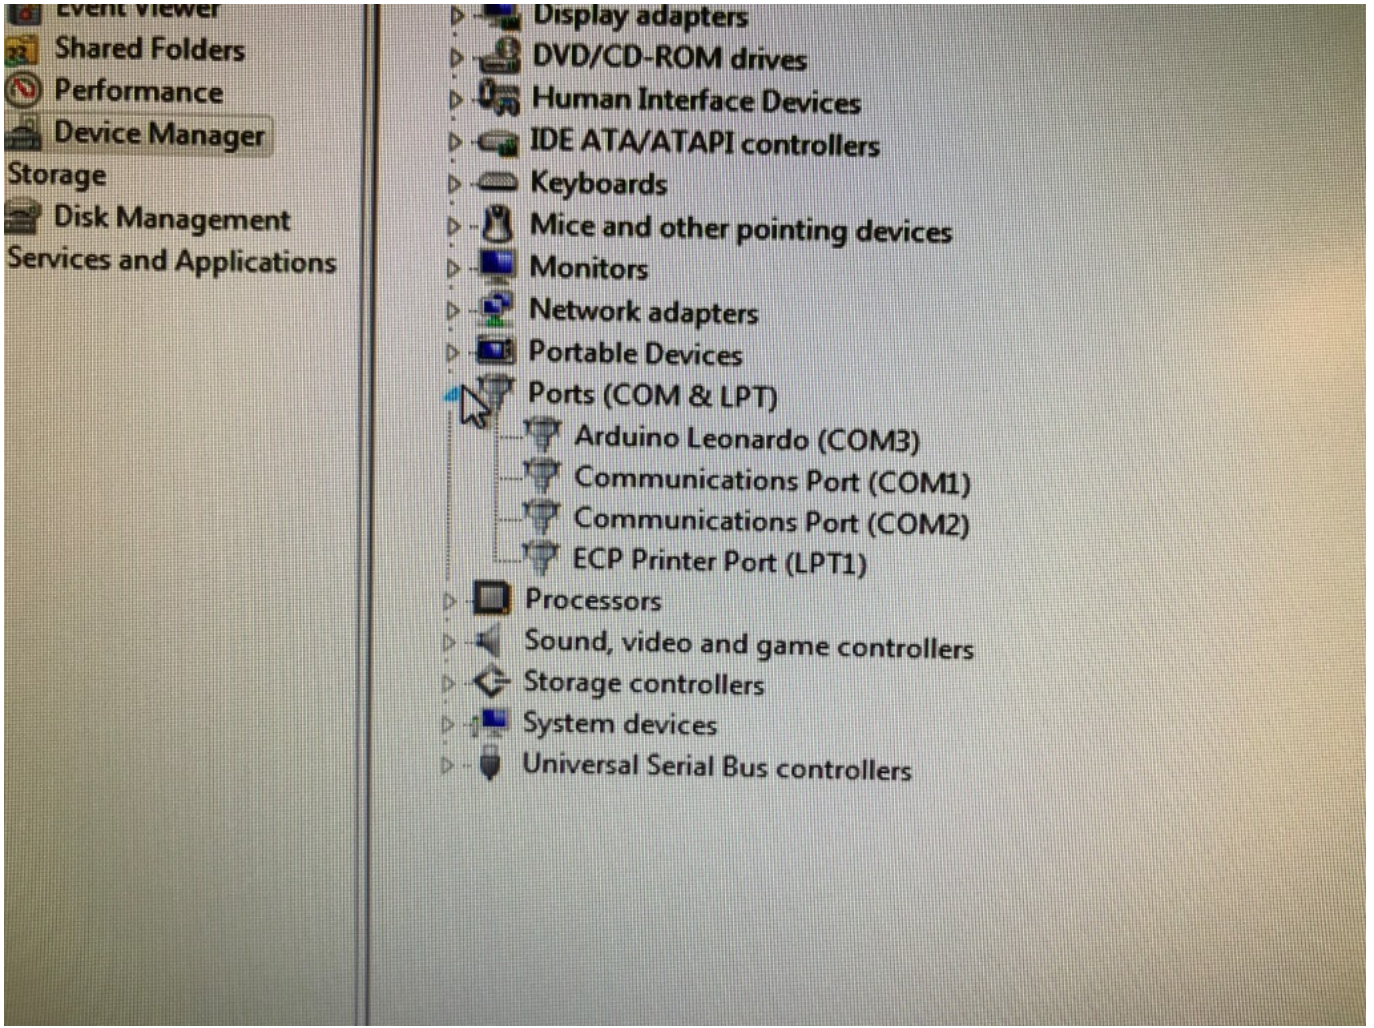 Event Viewer
Shared Folders
Performance
Device Manager
Storage
Disk Management
Services and Applications
Display adapters
DVD/CD-ROM drives
Human Interface Devices
IDE ATA/ATAPI controllers
Keyboards
Mice and other pointing devices
Monitors
Network adapters
Portable Devices
Ports (COM & LPT)
Arduino Leonardo (COM3)
Communications Port (COM1)
Communications Port (COM2)
ECP Printer Port (LPT1)
Processors
Sound, video and game controllers
Storage controllers
System devices
Universal Serial Bus controllers